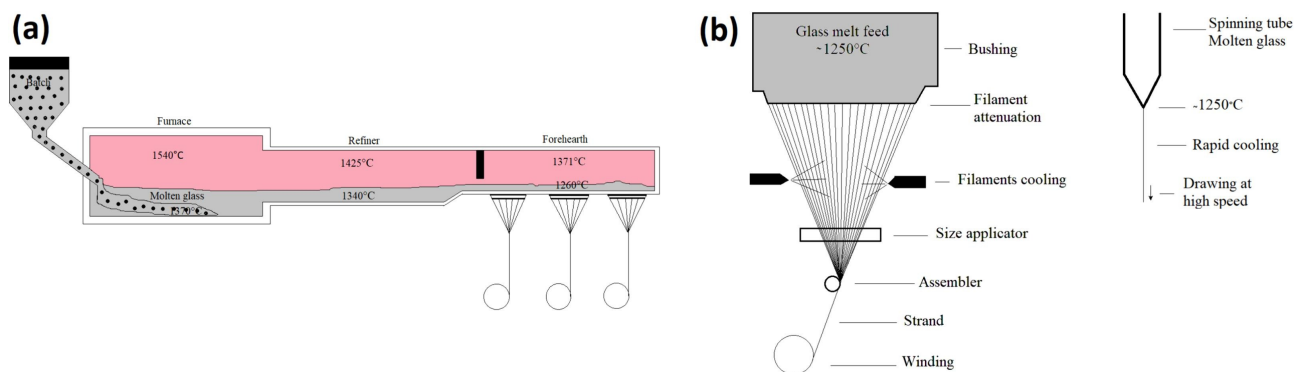 (a)
Batch
Furnace
1540℃
Molten glass
1370°C
Refiner
1425°C
1340°C
Forehearth
1371°C
1260°C
(b)
Glass melt feed
~1250°C
Bushing
Filament
attenuation
Filaments cooling
Size applicator
Assembler
Strand
Winding
Spinning tube
Molten glass
~1250°C
Rapid cooling
Drawing at
high speed